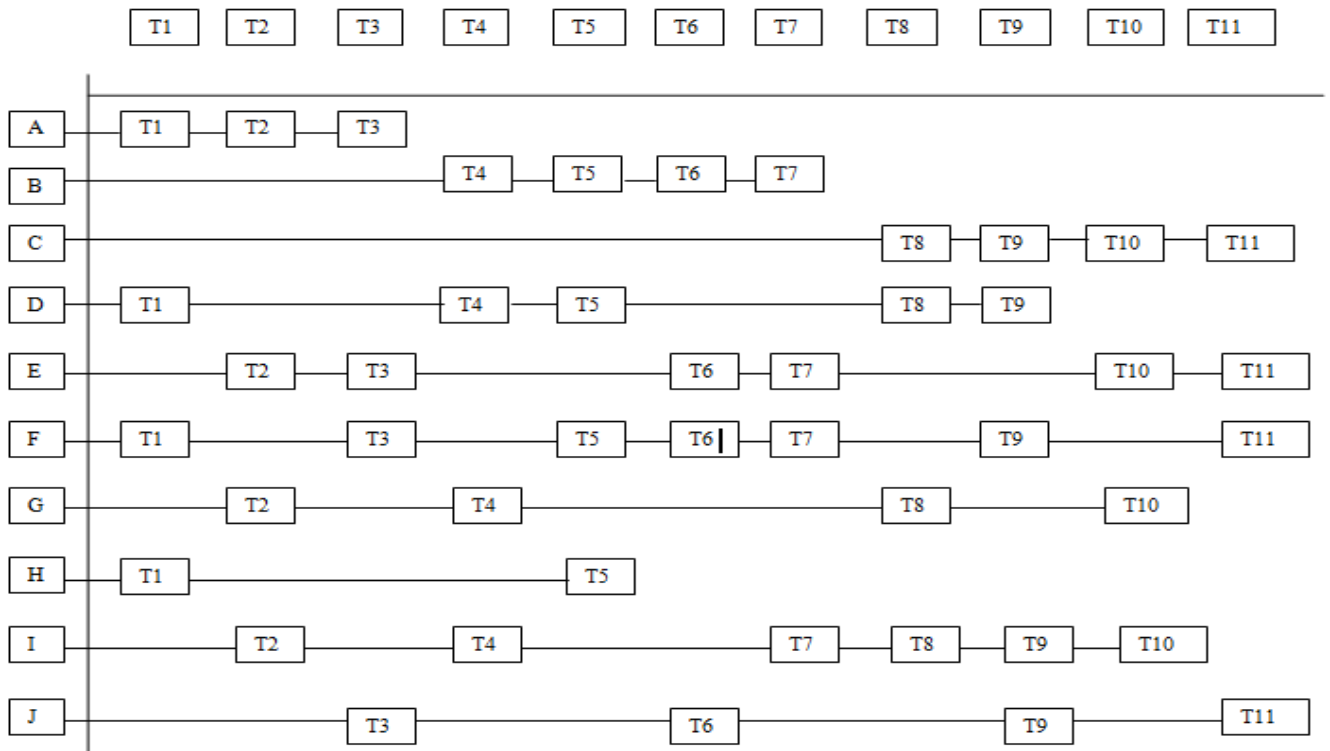 T1 T2 T3 T4 T5 T6 T7 T8 T9 T10 T11
A T1 T2 T3
B T4 T5 T6 T7
C T8 T9 T10 T11
D T1 T4 T5 T8 T9
E T2 T3 T6 T7 T10 T11
F T1 T3 T5 T6 T7 T9 T11
G T2 T4 T8 T10
H T1 T5
I T2 T4 T7 T8 T9 T10
J T3 T6 T9 T11